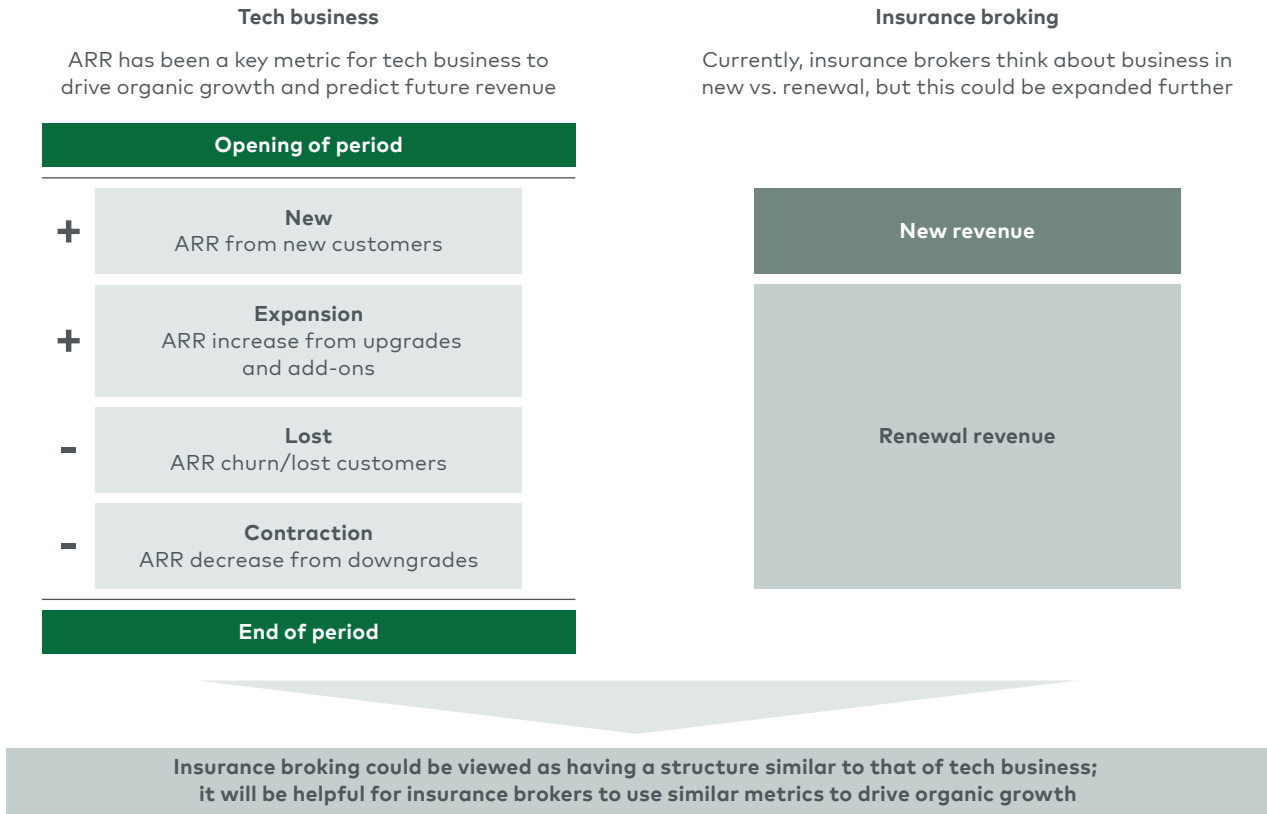 Tech business
ARR has been a key metric for tech business to
drive organic growth and predict future revenue
Opening of period
+
New
ARR from new customers
+
Expansion
ARR increase from upgrades
and add-ons
-
Lost
ARR churn/lost customers
-
Contraction
ARR decrease from downgrades
End of period
Insurance broking
Currently, insurance brokers think about business in
new vs. renewal, but this could be expanded further
New revenue
Renewal revenue
Insurance broking could be viewed as having a structure similar to that of tech business;
it will be helpful for insurance brokers to use similar metrics to drive organic growth